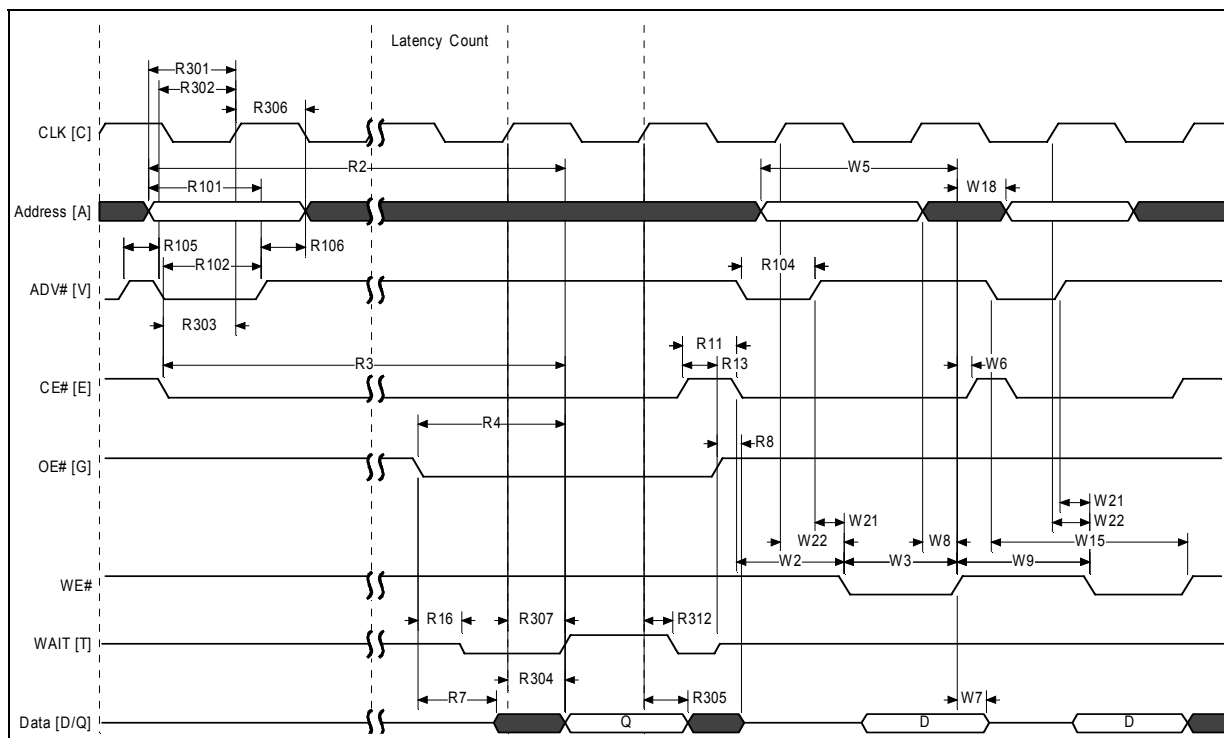 Latency Count
R301
R302
R306
CLK [C]
R2
W5
R101
W18
Address [A]
R105
R106
R102
R104
ADV# [V]
R303
R11
R3
R13
W6
CE# [E]
R4
R8
OE# [G]
W21
W21
W22
W22
W8
W15
W2
W3
W9
WE#
R16
R307
R312
WAIT [T]
R304
R7
R305
W7
Data [D/Q]
Q
D
D